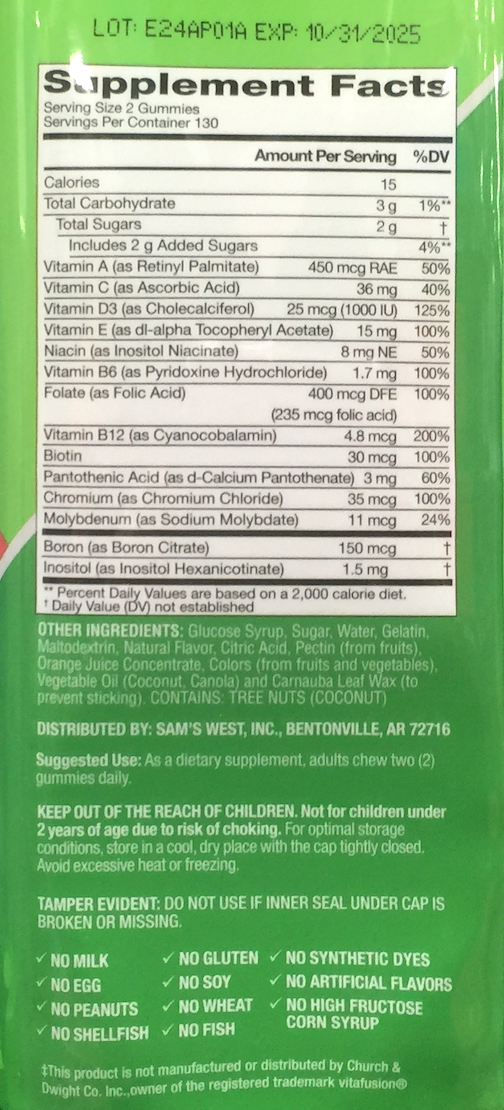 LOT: E24AP01A EXP: 10/31/2025
Supplement Facts
Serving Size 2 Gummies
Servings Per Container 130
Amount Per Serving %DV
Calories 15
Total Carbohydrate 3 g 1%**
Total Sugars 2 g †
Includes 2 g Added Sugars 4%**
Vitamin A (as Retinyl Palmitate) 450 mcg RAE 50%
Vitamin C (as Ascorbic Acid) 36 mg 40%
Vitamin D3 (as Cholecalciferol) 25 mcg (1000 IU) 125%
Vitamin E (as dl-alpha Tocopheryl Acetate) 15 mg 100%
Niacin (as Inositol Niacinate) 8 mg NE 50%
Vitamin B6 (as Pyridoxine Hydrochloride) 1.7 mg 100%
Folate (as Folic Acid) 400 mcg DFE 100%
(235 mcg folic acid)
Vitamin B12 (as Cyanocobalamin) 4.8 mcg 200%
Biotin 30 mcg 100%
Pantothenic Acid (as d-Calcium Pantothenate) 3 mg 60%
Chromium (as Chromium Chloride) 35 mcg 100%
Molybdenum (as Sodium Molybdate) 11 mcg 24%
Boron (as Boron Citrate) 150 mcg †
Inositol (as Inositol Hexanicotinate) 1.5 mg †
** Percent Daily Values are based on a 2,000 calorie diet.
† Daily Value (DV) not established
OTHER INGREDIENTS: Glucose Syrup, Sugar, Water, Gelatin,
Maltodextrin, Natural Flavor, Citric Acid, Pectin (from fruits),
Orange Juice Concentrate, Colors (from fruits and vegetables),
Vegetable Oil (Coconut, Canola) and Carnauba Leaf Wax (to
prevent sticking). CONTAINS: TREE NUTS (COCONUT)
DISTRIBUTED BY: SAM'S WEST, INC., BENTONVILLE, AR 72716
Suggested Use: As a dietary supplement, adults chew two (2)
gummies daily.
KEEP OUT OF THE REACH OF CHILDREN. Not for children under
2 years of age due to risk of choking. For optimal storage
conditions, store in a cool, dry place with the cap tightly closed.
Avoid excessive heat or freezing.
TAMPER EVIDENT: DO NOT USE IF INNER SEAL UNDER CAP IS
BROKEN OR MISSING.
✓ NO MILK ✓ NO GLUTEN ✓ NO SYNTHETIC DYES
✓ NO EGG ✓ NO SOY ✓ NO ARTIFICIAL FLAVORS
✓ NO PEANUTS ✓ NO WHEAT ✓ NO HIGH FRUCTOSE
CORN SYRUP
✓ NO SHELLFISH ✓ NO FISH
‡This product is not manufactured or distributed by Church &
Dwight Co. Inc.,owner of the registered trademark vitafusion®